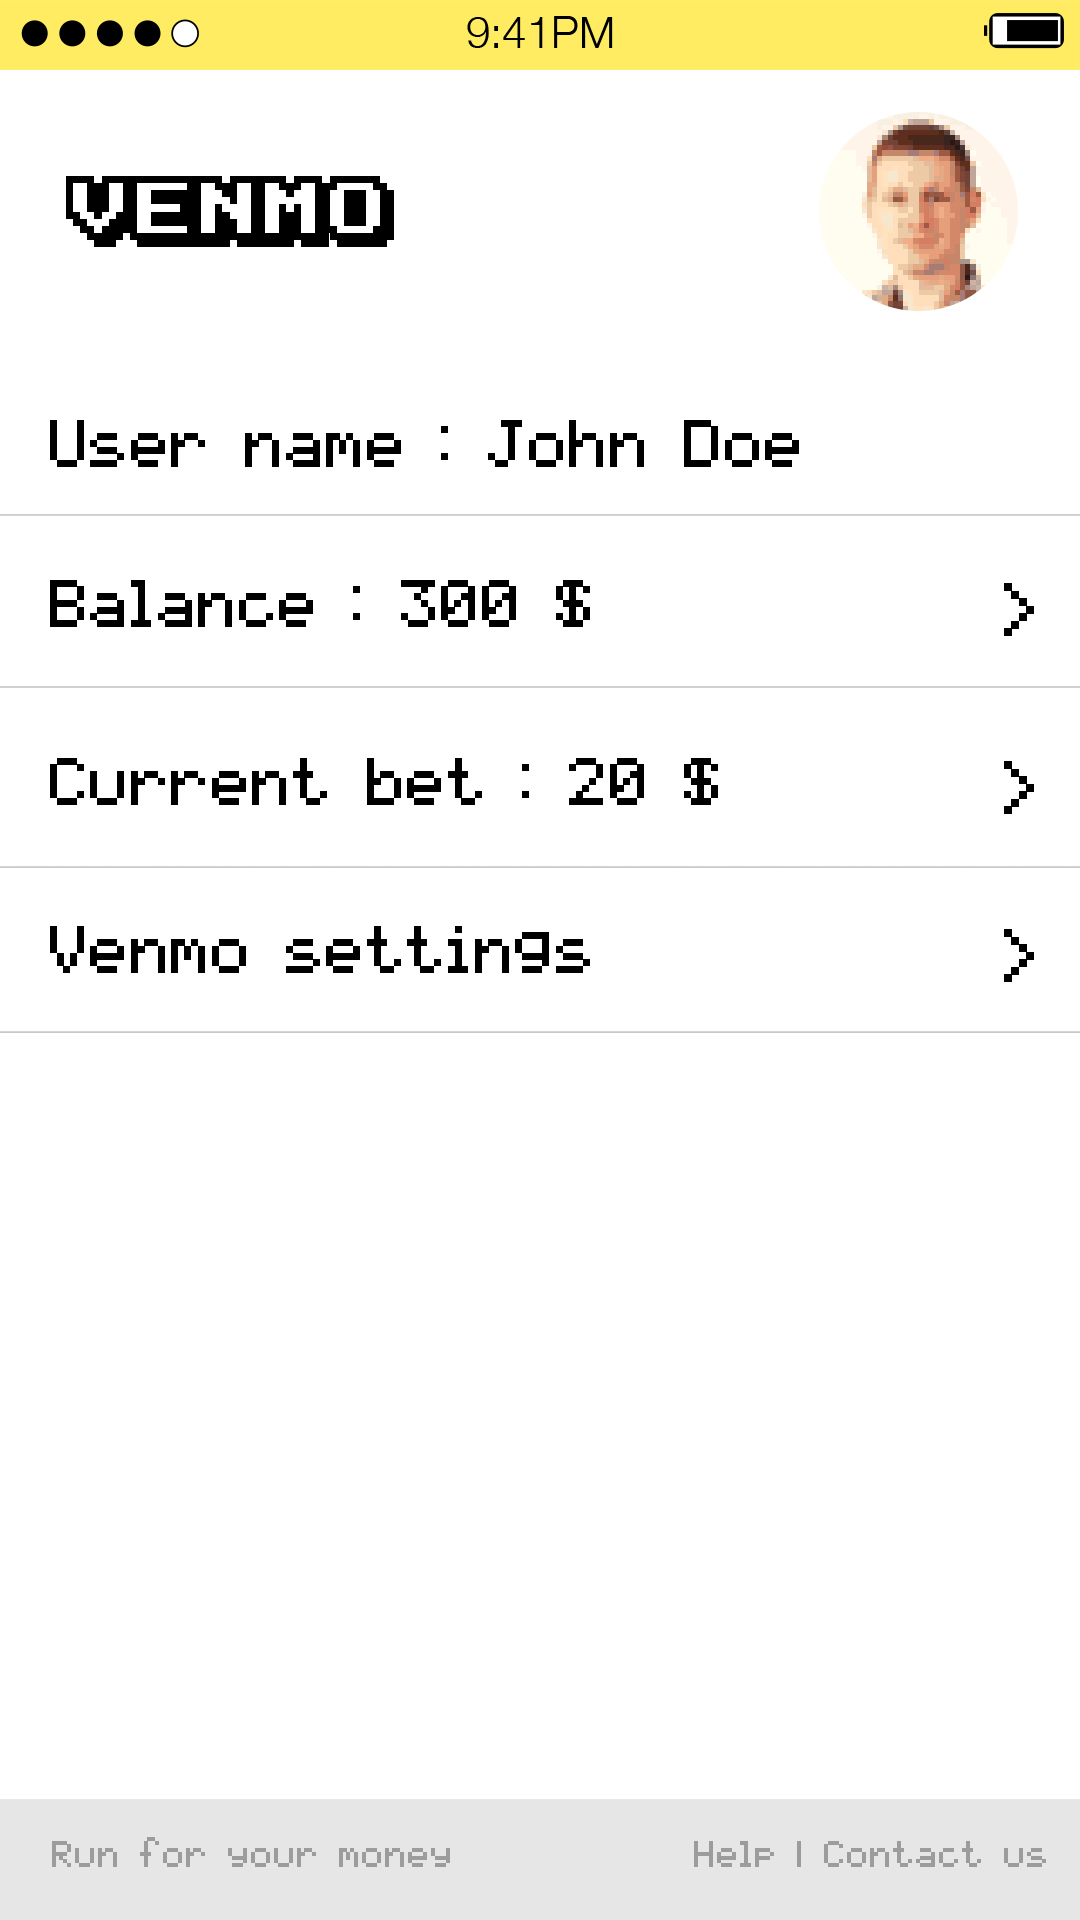 9:41PM
VENMO
User name : John Doe
Balance : 300 $
Current bet : 20 $
Venmo settings
Run for your money
Help | Contact us